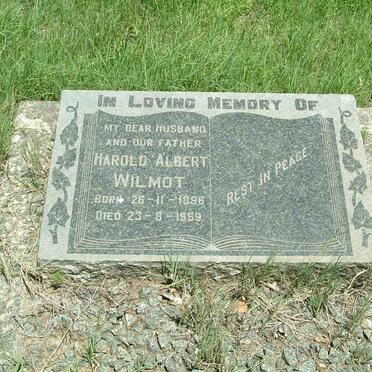 IN LOVING MEMORY OF
MY DEAR HUSBAND
AND OUR FATHER
HAROLD ALBERT
WILMOT
BORN 26-11-1896
DIED 23-8-1959
REST IN PEACE